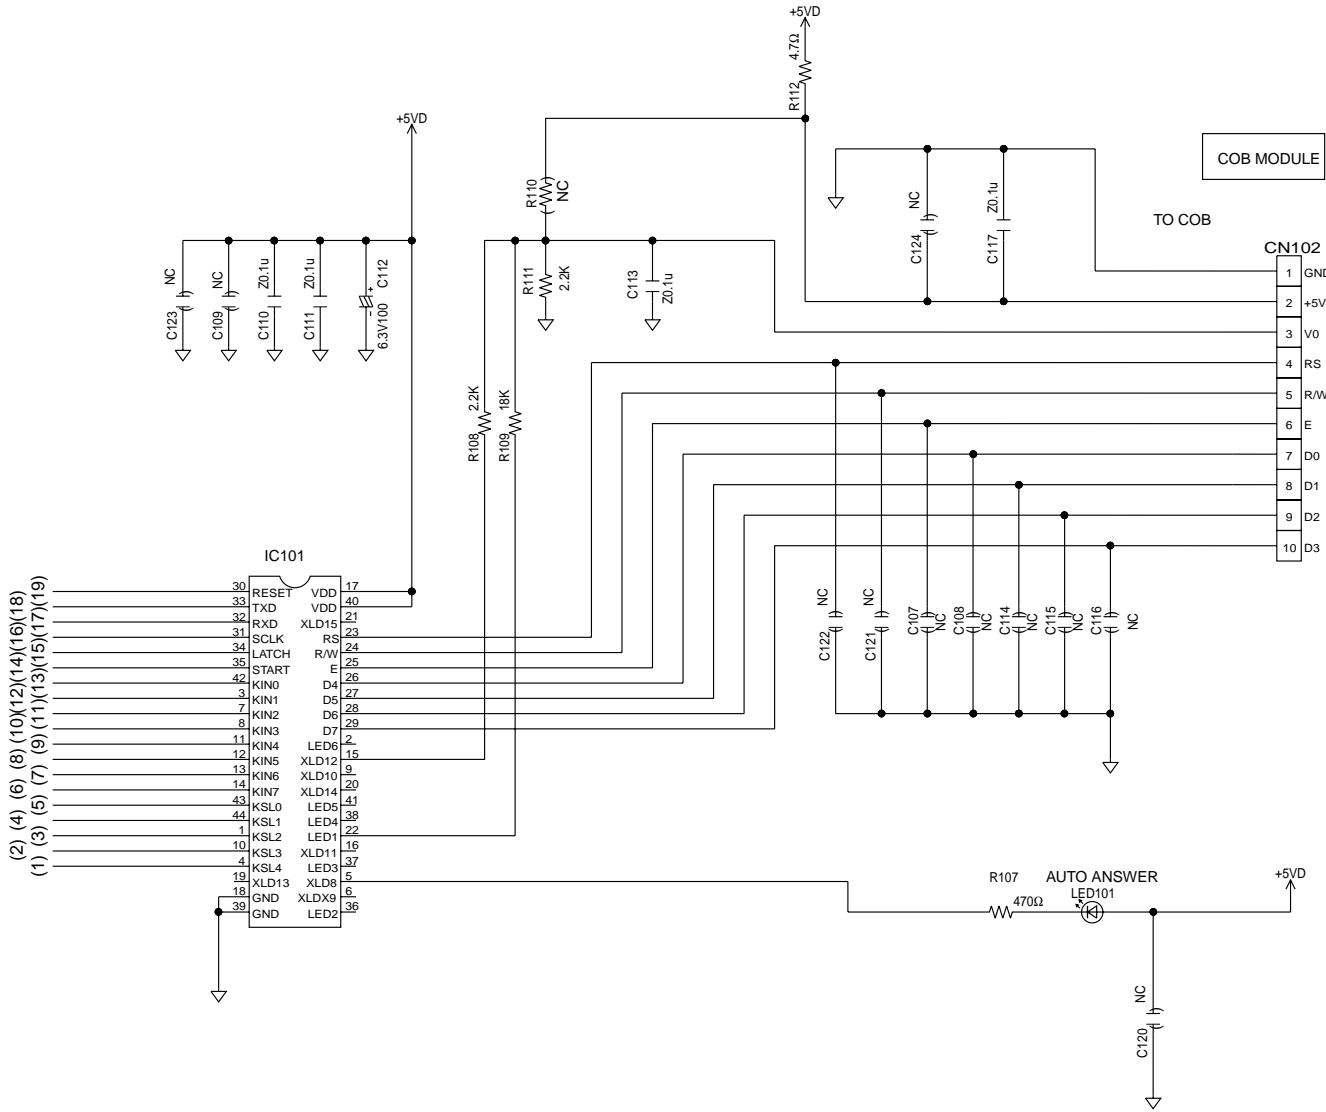 +5VD
4.7Ω
R112
+5VD
COB MODULE
R110
NC
NC
C124
Z0.1u
C117
TO COB
CN102
NC
C123
NC
C109
Z0.1u
C110
Z0.1u
C111
C112
+
-
6.3V100
R111
2.2K
C113
Z0.1u
1 GND
2 +5V
3 V0
4 RS
5 R/W
6 E
7 D0
8 D1
9 D2
10 D3
2.2K
R108
18K
R109
NC
C122
NC
C121
C107
NC
C108
NC
C114
NC
C115
NC
C116
NC
IC101
30 RESET VDD 17
33 TXD VDD 40
32 RXD XLD15 21
31 SCLK RS 23
34 LATCH R/W 24
35 START E 25
42 KIN0 D4 26
3 KIN1 D5 27
7 KIN2 D6 28
8 KIN3 D7 29
11 KIN4 LED6 2
12 KIN5 XLD12 15
13 KIN6 XLD10 9
14 KIN7 XLD14 20
43 KSL0 LED5 41
44 KSL1 LED4 38
1 KSL2 LED1 22
10 KSL3 XLD11 16
4 KSL4 LED3 37
19 XLD13 XLD8 5
18 GND XLDX9 6
39 GND LED2 36
(2) (4) (6) (8) (10)(12)(14)(16)(18)
(1) (3) (5) (7) (9) (11)(13)(15)(17)(19)
R107
470Ω
AUTO ANSWER
LED101
+5VD
NC
C120